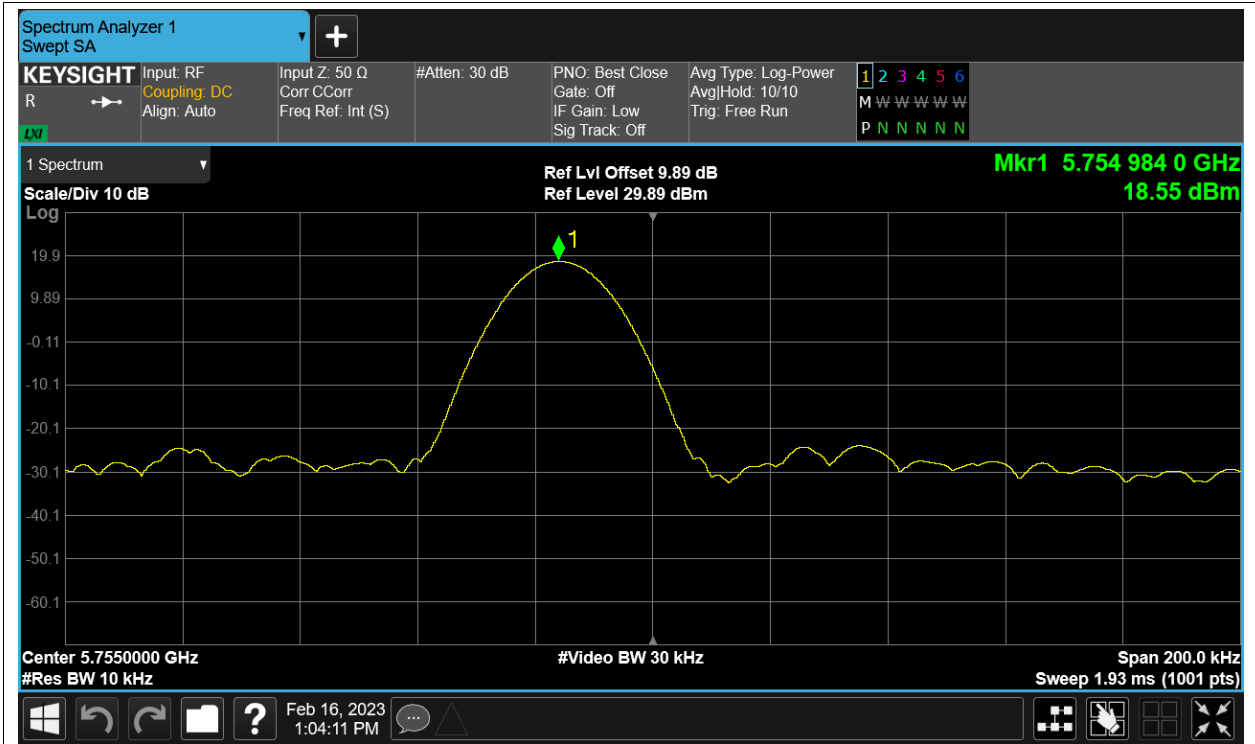 Spectrum Analyzer 1
Swept SA
+
KEYSIGHT
R
LXI
Input: RF
Coupling: DC
Align: Auto
Input Z: 50 Ω
Corr CCorr
Freq Ref: Int (S)
#Atten: 30 dB
PNO: Best Close
Gate: Off
IF Gain: Low
Sig Track: Off
Avg Type: Log-Power
Avg|Hold: 10/10
Trig: Free Run
1 2 3 4 5 6
M W W W W W
P N N N N N
1 Spectrum
Scale/Div 10 dB
Log
Ref Lvl Offset 9.89 dB
Ref Level 29.89 dBm
Mkr1 5.754 984 0 GHz
18.55 dBm
1
19.9
9.89
-0.11
-10.1
-20.1
-30.1
-40.1
-50.1
-60.1
Center 5.7550000 GHz
#Res BW 10 kHz
#Video BW 30 kHz
Span 200.0 kHz
Sweep 1.93 ms (1001 pts)
?
Feb 16, 2023
1:04:11 PM